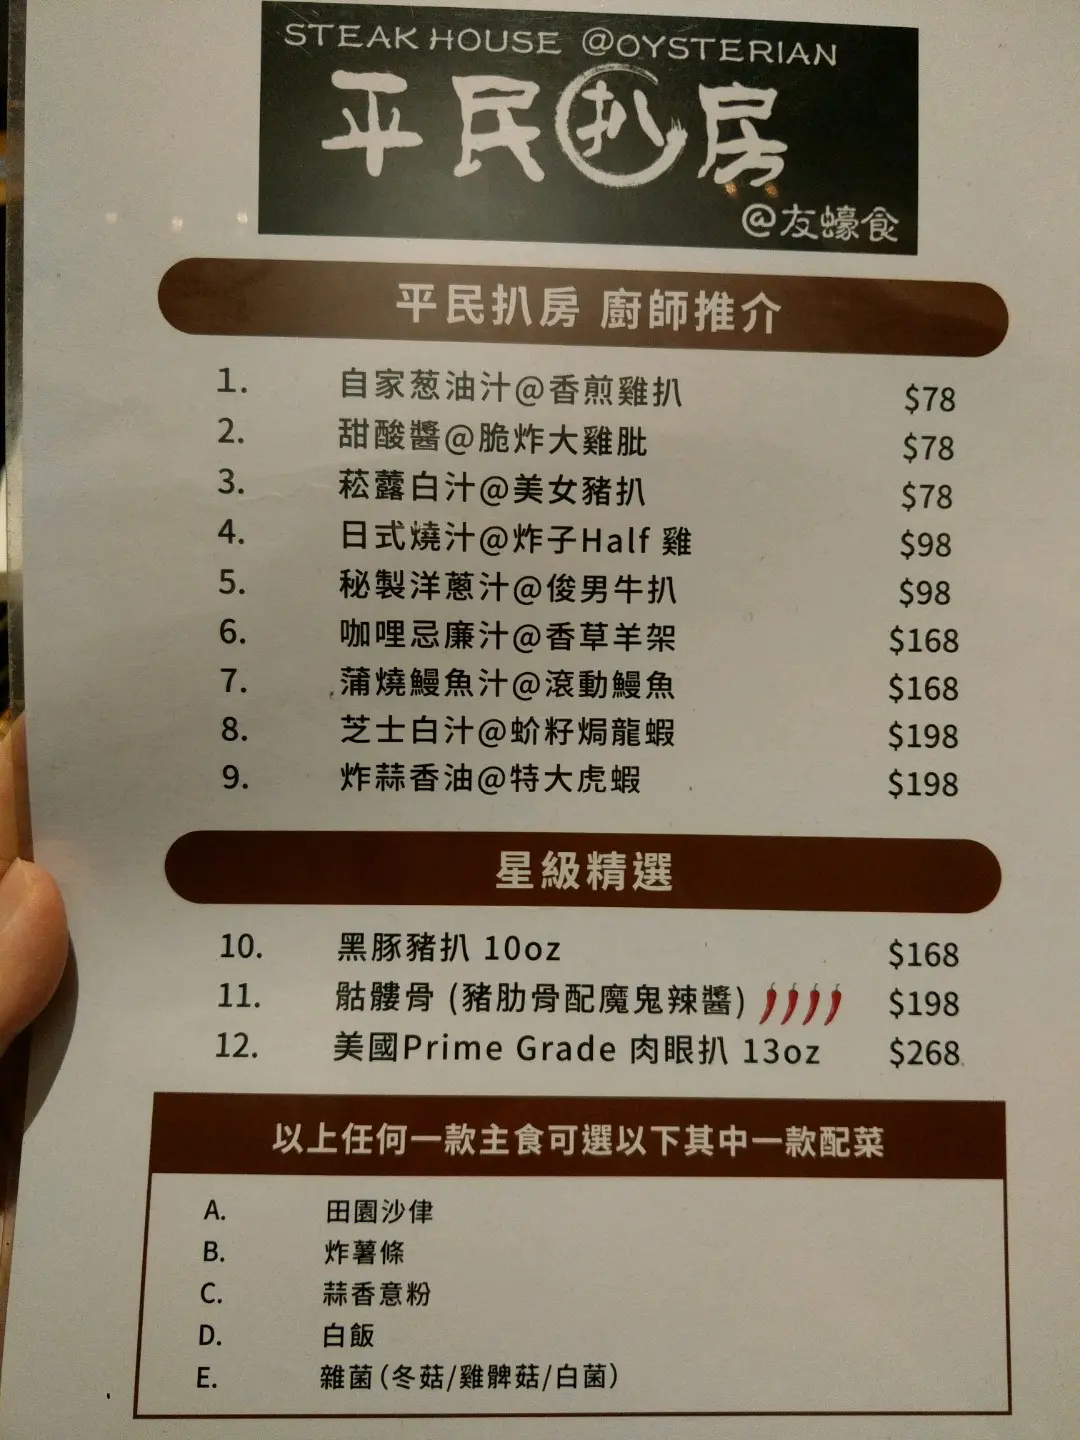 STEAK HOUSE @OYSTERIAN
平民扒房
@友蠔食
平民扒房 廚師推介
1. 自家葱油汁@香煎雞扒 $78
2. 甜酸醬@脆炸大雞肶 $78
3. 菘蕶白汁@美女豬扒 $78
4. 日式燒汁@炸子Half 雞 $98
5. 秘製洋蔥汁@俊男牛扒 $98
6. 咖哩忌廉汁@香草羊架 $168
7. 蒲燒鰻魚汁@滾動鰻魚 $168
8. 芝士白汁@蚧籽焗龍蝦 $198
9. 炸蒜香油@特大虎蝦 $198
星級精選
10. 黑豚豬扒 10oz $168
11. 骷髏骨 (豬肋骨配魔鬼辣醬) $198
12. 美國Prime Grade 肉眼扒 13oz $268
以上任何一款主食可選以下其中一款配菜
A. 田園沙律
B. 炸薯條
C. 蒜香意粉
D. 白飯
E. 雜菌(冬菇/雞髀菇/白菌)